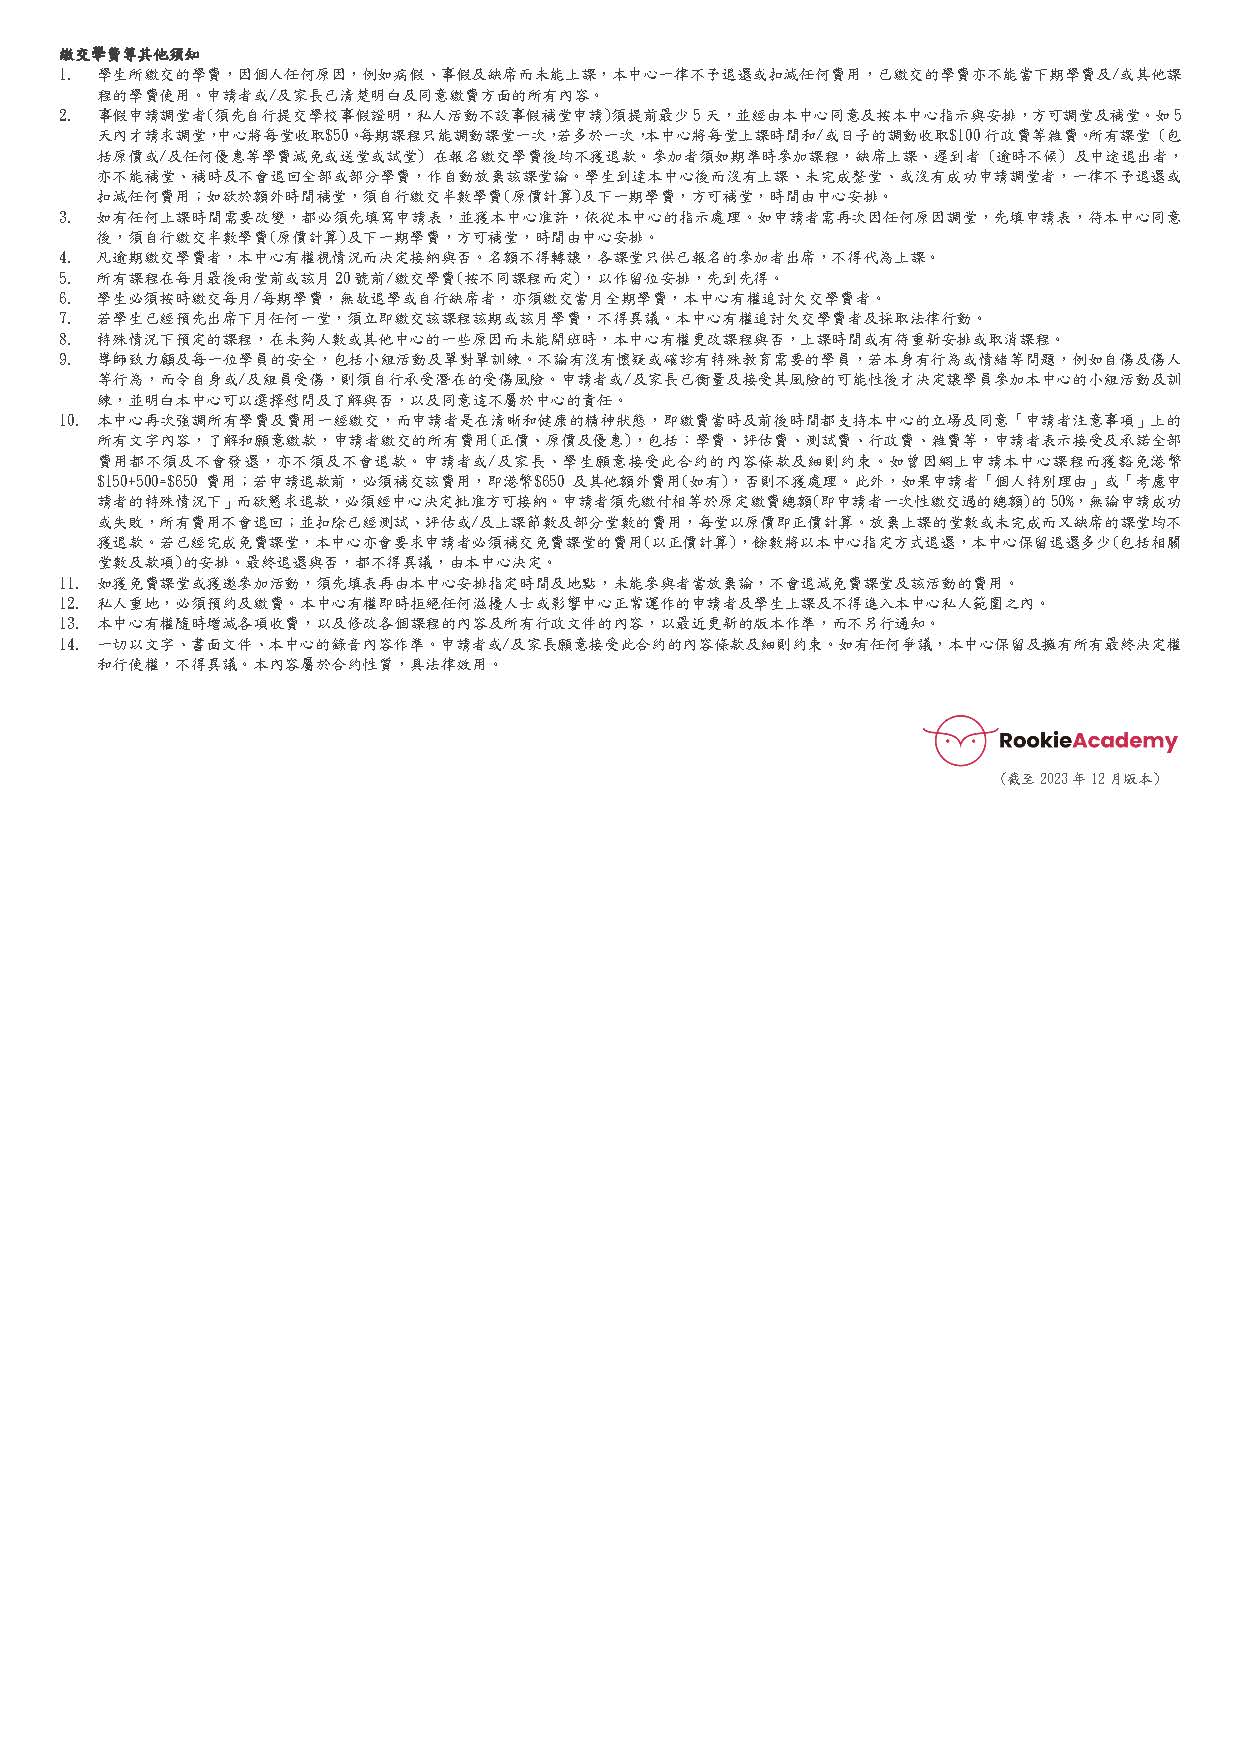 繳交學費等其他須知
1. 學生所繳交的學費，因個人任何原因，例如病假、事假及缺席而未能上課，本中心一律不予退還或扣減任何費用，已繳交的學費亦不能當下期學費及/或其他課
程的學費使用。申請者或/及家長已清楚明白及同意繳費方面的所有內容。
2. 事假申請調堂者(須先自行提交學校事假證明，私人活動不設事假補堂申請)須提前最少 5 天，並經由本中心同意及按本中心指示與安排，方可調堂及補堂。如 5
天內才請求調堂，中心將每堂收取$50。每期課程只能調動課堂一次，若多於一次，本中心將每堂上課時間和/或日子的調動收取$100 行政費等雜費。所有課堂（包
括原價或/及任何優惠等學費減免或送堂或試堂）在報名繳交學費後均不獲退款。參加者須如期準時參加課程，缺席上課、遲到者（逾時不候）及中途退出者，
亦不能補堂、補時及不會退回全部或部分學費，作自動放棄該課堂論。學生到達本中心後而沒有上課、未完成整堂、或沒有成功申請調堂者，一律不予退還或
扣減任何費用；如欲於額外時間補堂，須自行繳交半數學費(原價計算)及下一期學費，方可補堂，時間由中心安排。
3. 如有任何上課時間需要改變，都必須先填寫申請表，並獲本中心准許，依從本中心的指示處理。如申請者需再次因任何原因調堂，先填申請表，待本中心同意
後，須自行繳交半數學費(原價計算)及下一期學費，方可補堂，時間由中心安排。
4. 凡逾期繳交學費者，本中心有權視情況而決定接納與否。名額不得轉讓，各課堂只供已報名的參加者出席，不得代為上課。
5. 所有課程在每月最後兩堂前或該月 20 號前/繳交學費(按不同課程而定)，以作留位安排，先到先得。
6. 學生必須按時繳交每月/每期學費，無故退學或自行缺席者，亦須繳交當月全期學費，本中心有權追討欠交學費者。
7. 若學生已經預先出席下月任何一堂，須立即繳交該課程該期或該月學費，不得異議。本中心有權追討欠交學費者及採取法律行動。
8. 特殊情況下預定的課程，在未夠人數或其他中心的一些原因而未能開班時，本中心有權更改課程與否，上課時間或有待重新安排或取消課程。
9. 導師致力顧及每一位學員的安全，包括小組活動及單對單訓練。不論有沒有懷疑或確診有特殊教育需要的學員，若本身有行為或情緒等問題，例如自傷及傷人
等行為，而令自身或/及組員受傷，則須自行承受潛在的受傷風險。申請者或/及家長已衡量及接受其風險的可能性後才決定讓學員參加本中心的小組活動及訓
練，並明白本中心可以選擇慰問及了解與否，以及同意這不屬於中心的責任。
10. 本中心再次強調所有學費及費用一經繳交，而申請者是在清晰和健康的精神狀態，即繳費當時及前後時間都支持本中心的立場及同意「申請者注意事項」上的
所有文字內容，了解和願意繳款，申請者繳交的所有費用(正價、原價及優惠)，包括：學費、評估費、測試費、行政費、雜費等，申請者表示接受及承諾全部
費用都不須及不會發還，亦不須及不會退款。申請者或/及家長、學生願意接受此合約的內容條款及細則約束。如曾因網上申請本中心課程而獲豁免港幣
$150+500=$650 費用；若申請退款前，必須補交該費用，即港幣$650 及其他額外費用(如有)，否則不獲處理。此外，如果申請者「個人特別理由」或「考慮申
請者的特殊情況下」而欲懇求退款，必須經中心決定批准方可接納。申請者須先繳付相等於原定繳費總額(即申請者一次性繳交過的總額)的 50%，無論申請成功
或失敗，所有費用不會退回；並扣除已經測試、評估或/及上課節數及部分堂數的費用，每堂以原價即正價計算。放棄上課的堂數或未完成而又缺席的課堂均不
獲退款。若已經完成免費課堂，本中心亦會要求申請者必須補交免費課堂的費用(以正價計算)，餘數將以本中心指定方式退還，本中心保留退還多少(包括相關
堂數及款項)的安排。最終退還與否，都不得異議，由本中心決定。
11. 如獲免費課堂或獲邀參加活動，須先填表再由本中心安排指定時間及地點，未能參與者當放棄論，不會退減免費課堂及該活動的費用。
12. 私人重地，必須預約及繳費。本中心有權即時拒絕任何滋擾人士或影響中心正常運作的申請者及學生上課及不得進入本中心私人範圍之內。
13. 本中心有權隨時增減各項收費，以及修改各個課程的內容及所有行政文件的內容，以最近更新的版本作準，而不另行通知。
14. 一切以文字、書面文件、本中心的錄音內容作準。申請者或/及家長願意接受此合約的內容條款及細則約束。如有任何爭議，本中心保留及擁有所有最終決定權
和行使權，不得異議。本內容屬於合約性質，具法律效用。
RookieAcademy
（截至 2023 年 12 月版本）